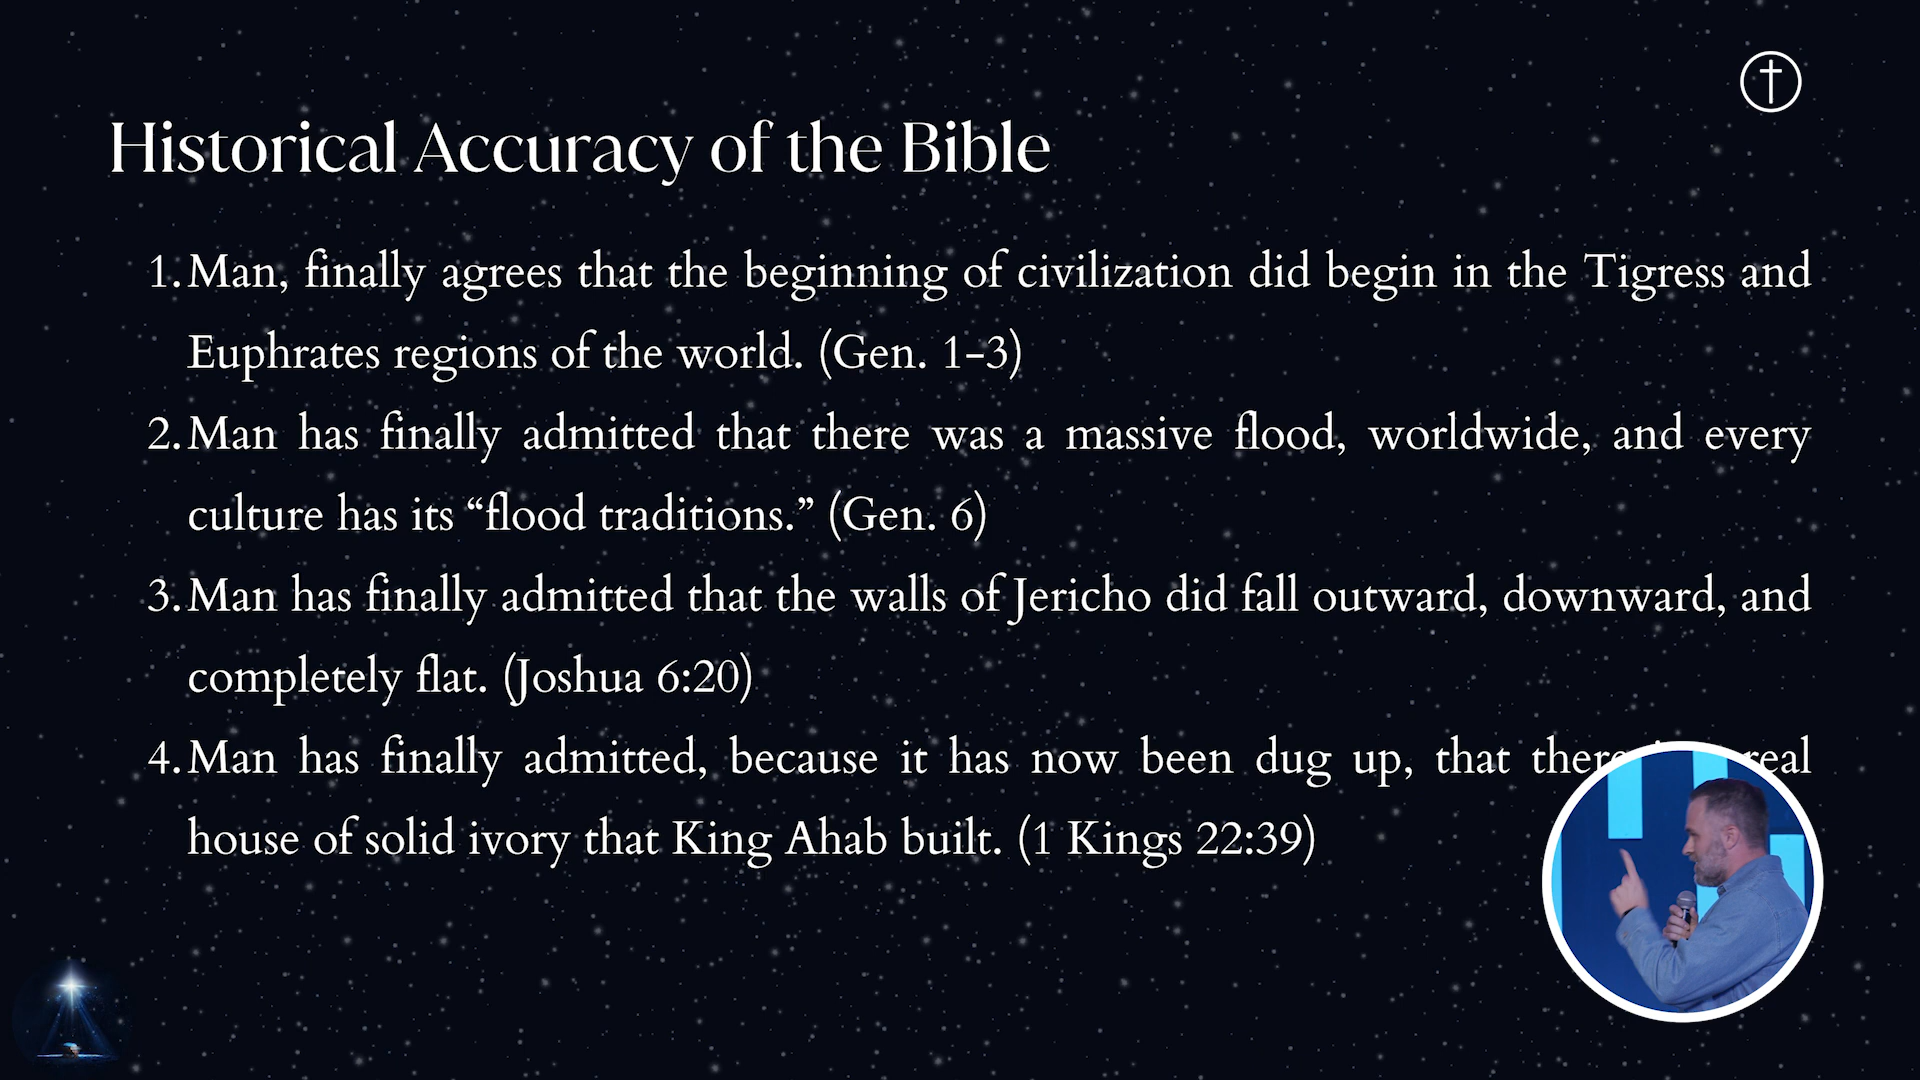 Historical Accuracy of the Bible
1. Man, finally agrees that the beginning of civilization did begin in the Tigress and
Euphrates regions of the world. (Gen. 1-3)
2. Man has finally admitted that there was a massive flood, worldwide, and every
culture has its “flood traditions.” (Gen. 6)
3. Man has finally admitted that the walls of Jericho did fall outward, downward, and
completely flat. (Joshua 6:20)
4. Man has finally admitted, because it has now been dug up, that there real
house of solid ivory that King Ahab built. (1 Kings 22:39)